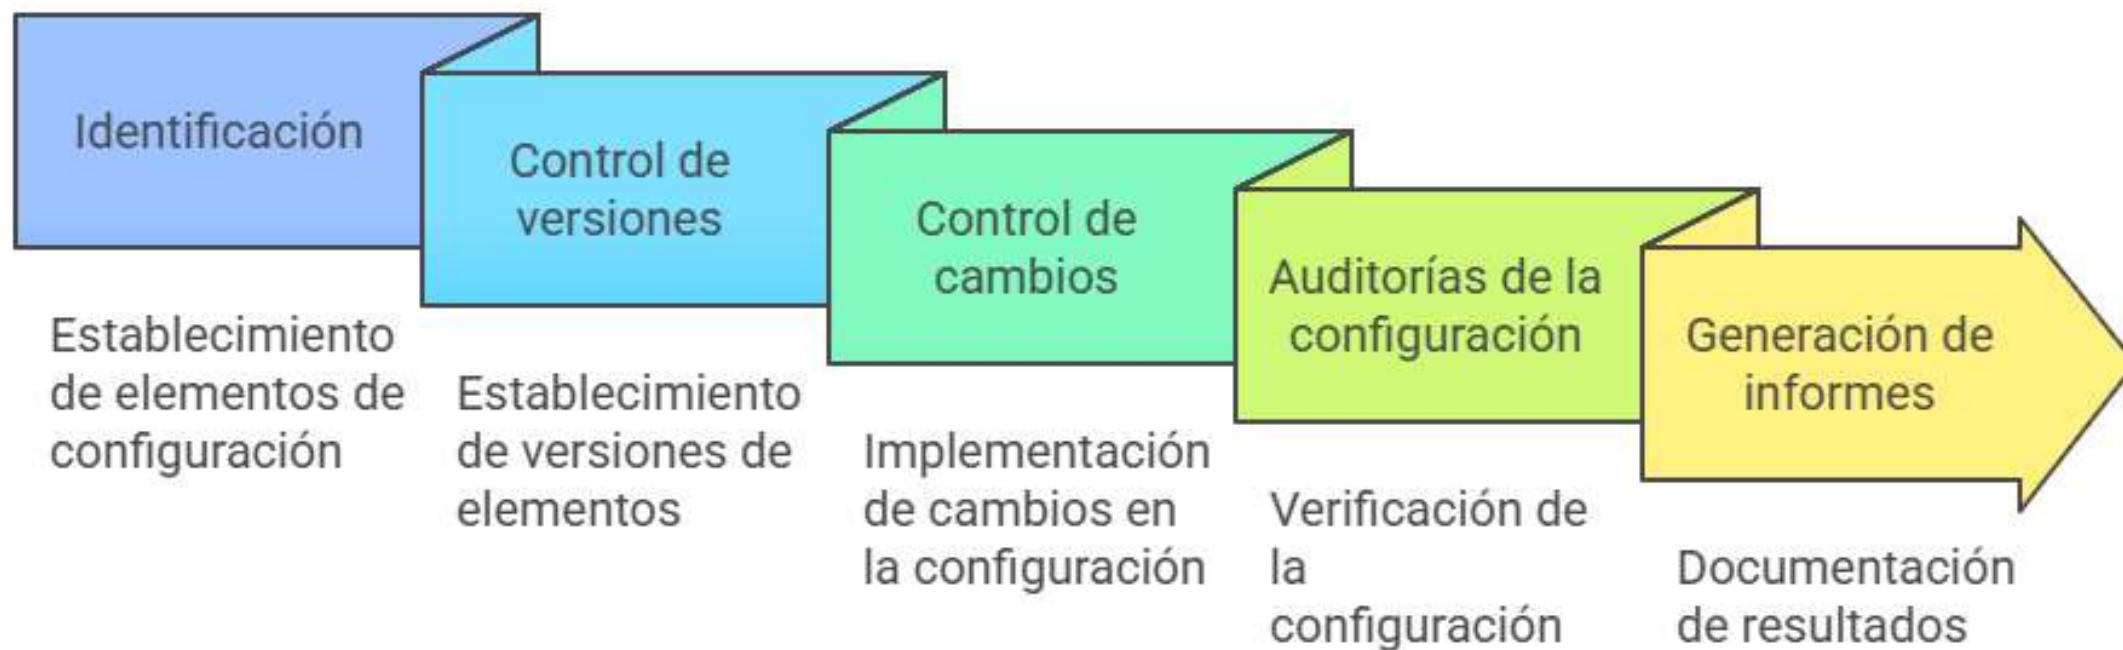 Identificación
Establecimiento
de elementos de
configuración
Control de
versiones
Establecimiento
de versiones de
elementos
Control de
cambios
Implementación
de cambios en
la configuración
Auditorías de la
configuración
Verificación de
la
configuración
Generación de
informes
Documentación
de resultados